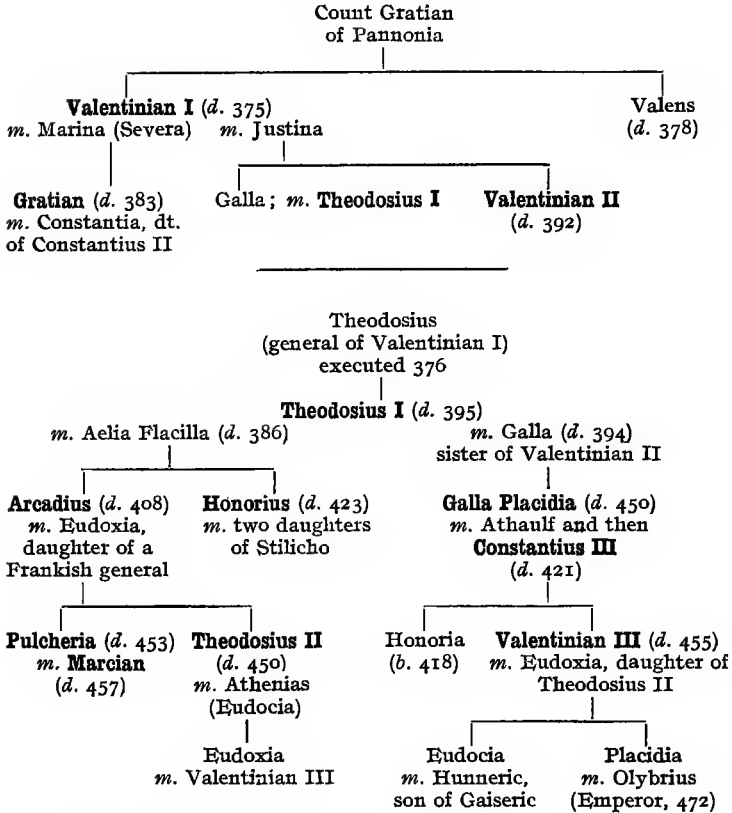 Count Gratian
of Pannonia
Valentinian I (d. 375)
m. Marina (Severa) m. Justina
Valens
(d. 378)
Gratian (d. 383)
m. Constantia, dt.
of Constantius II
Galla; m. Theodosius I
Valentinian II
(d. 392)
Theodosius
(general of Valentinian I)
executed 376
Theodosius I (d. 395)
m. Aelia Flacilla (d. 386)
m. Galla (d. 394)
sister of Valentinian II
Arcadius (d. 408)
m. Eudoxia,
daughter of a
Frankish general
Honorius (d. 423)
m. two daughters
of Stilicho
Galla Placidia (d. 450)
m. Athaulf and then
Constantius III
(d. 421)
Pulcheria (d. 453)
m. Marcian
(d. 457)
Theodosius II
(d. 450)
m. Athenias
(Eudocia)
Honoria
(b. 418)
Valentinian III (d. 455)
m. Eudoxia, daughter of
Theodosius II
Eudoxia
m. Valentinian III
Eudocia
m. Hunneric,
son of Gaiseric
Placidia
m. Olybrius
(Emperor, 472)